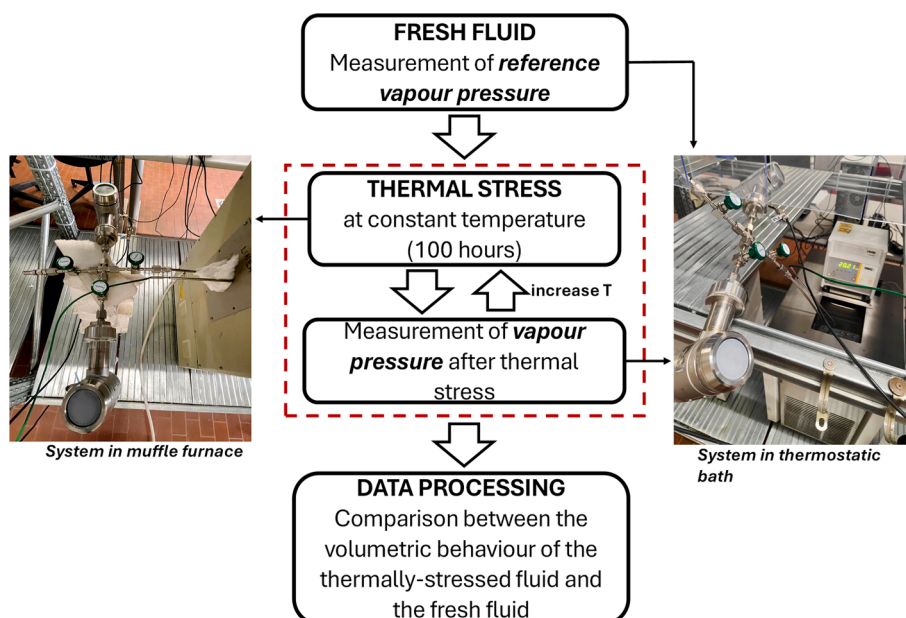 FRESH FLUID
Measurement of reference
vapour pressure
THERMAL STRESS
at constant temperature
(100 hours)
increase T
Measurement of vapour
pressure after thermal
stress
System in muffle furnace
System in thermostatic
bath
DATA PROCESSING
Comparison between the
volumetric behaviour of the
thermally-stressed fluid and
the fresh fluid